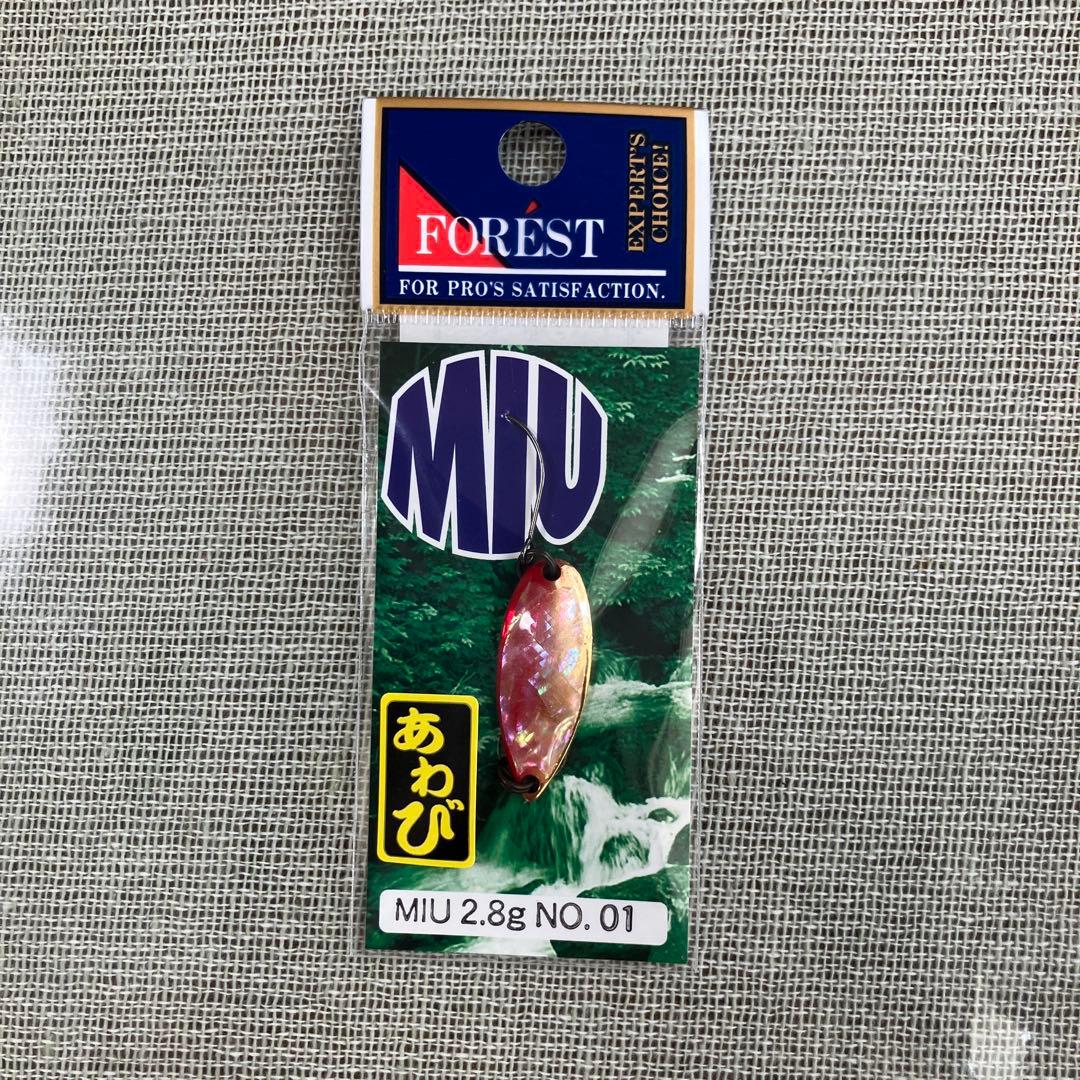 EXPERT'S
CHOICE!
FORÉST
FOR PRO'S SATISFACTION.
MIU
あわび
MIU 2.8g NO. 01